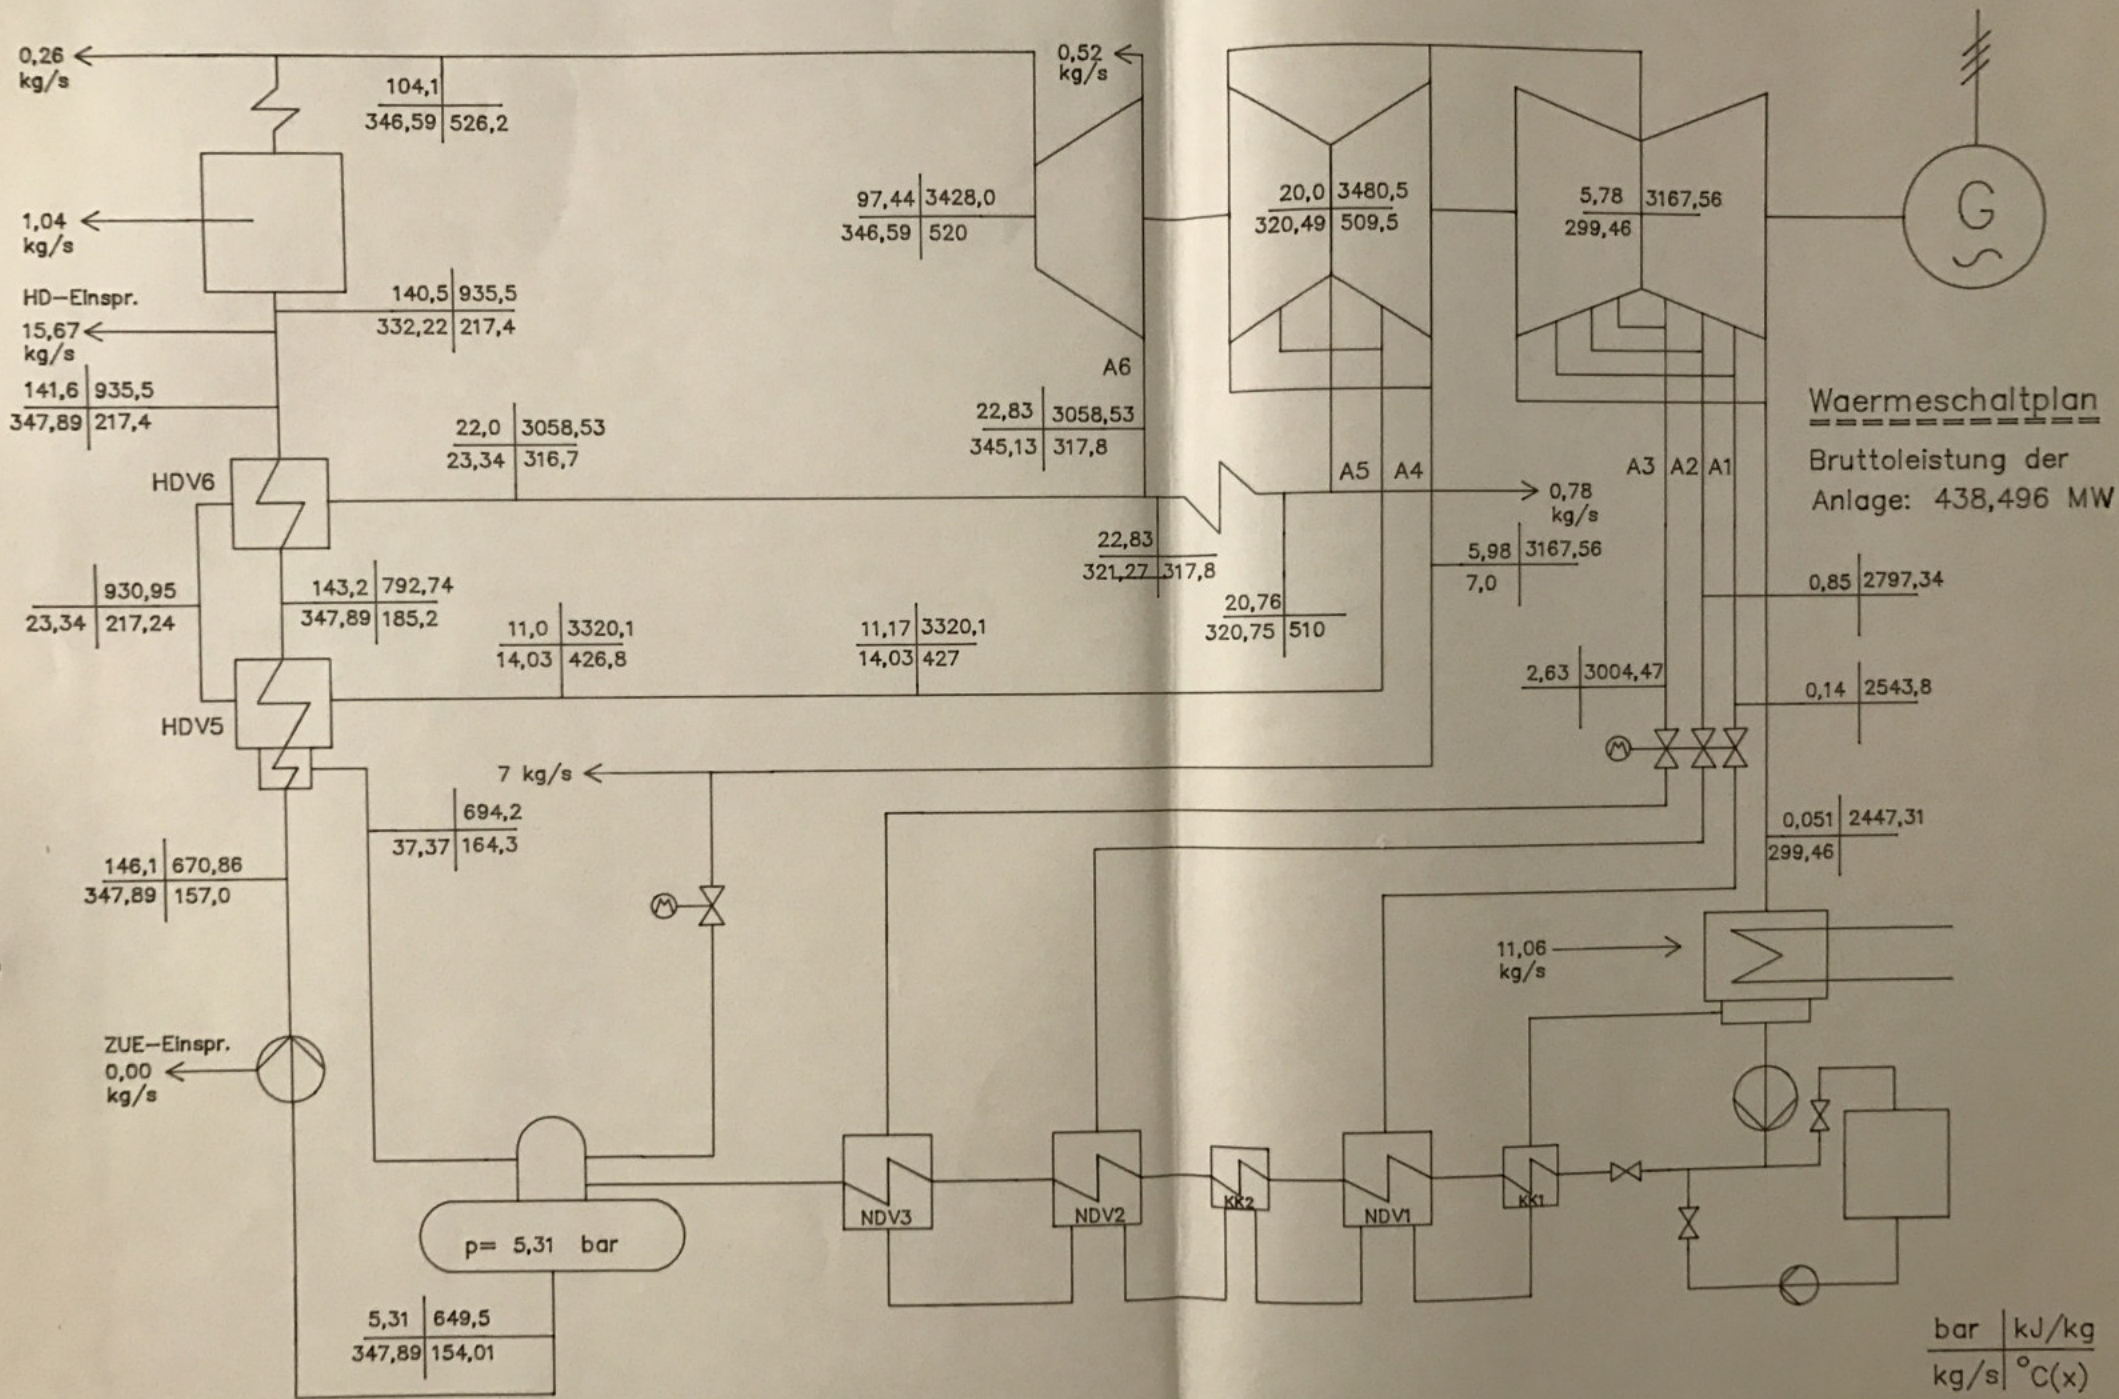 0,26
kg/s
104,1
346,59 526,2
1,04
kg/s
HD-Einspr.
15,67
kg/s
140,5 935,5
332,22 217,4
141,6 935,5
347,89 217,4
HDV6
22,0 3058,53
23,34 316,7
930,95
23,34 217,24
143,2 792,74
347,89 185,2
11,0 3320,1
14,03 426,8
11,17 3320,1
14,03 427
HDV5
7 kg/s
694,2
37,37 164,3
146,1 670,86
347,89 157,0
M
ZUE-Einspr.
0,00
kg/s
p= 5,31 bar
5,31 649,5
347,89 154,01
0,52
kg/s
97,44 3428,0
346,59 520
A6
22,83 3058,53
345,13 317,8
22,83
321,27 317,8
20,76
320,75 510
20,0 3480,5
320,49 509,5
A5 A4
0,78
kg/s
5,98 3167,56
7,0
5,78 3167,56
299,46
A3 A2 A1
G
Waermeschaltplan
Bruttoleistung der
Anlage: 438,496 MW
0,85 2797,34
2,63 3004,47
0,14 2543,8
M
0,051 2447,31
299,46
11,06
kg/s
NDV3
NDV2
KK2
NDV1
KK1
bar kJ/kg
kg/s °C(x)